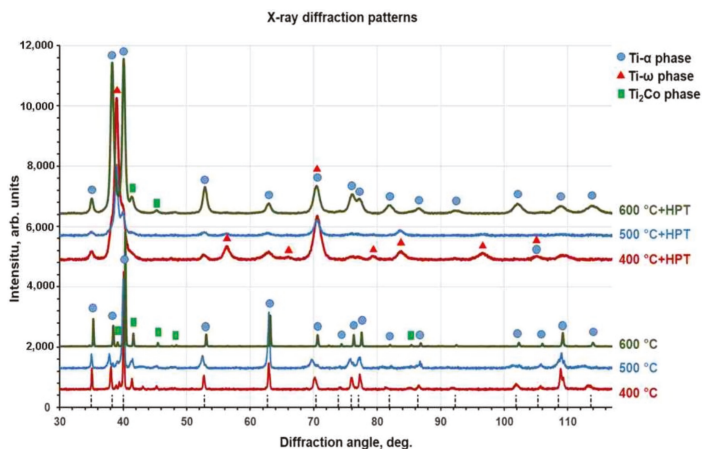 X-ray diffraction patterns
12,000
10,000
8,000
6,000
4,000
2,000
0
Intensitu, arb. units
Ti-α phase
Ti-ω phase
Ti₂Co phase
600 °C+HPT
500 °C+HPT
400 °C+HPT
600 °C
500 °C
400 °C
30 40 50 60 70 80 90 100 110
Diffraction angle, deg.